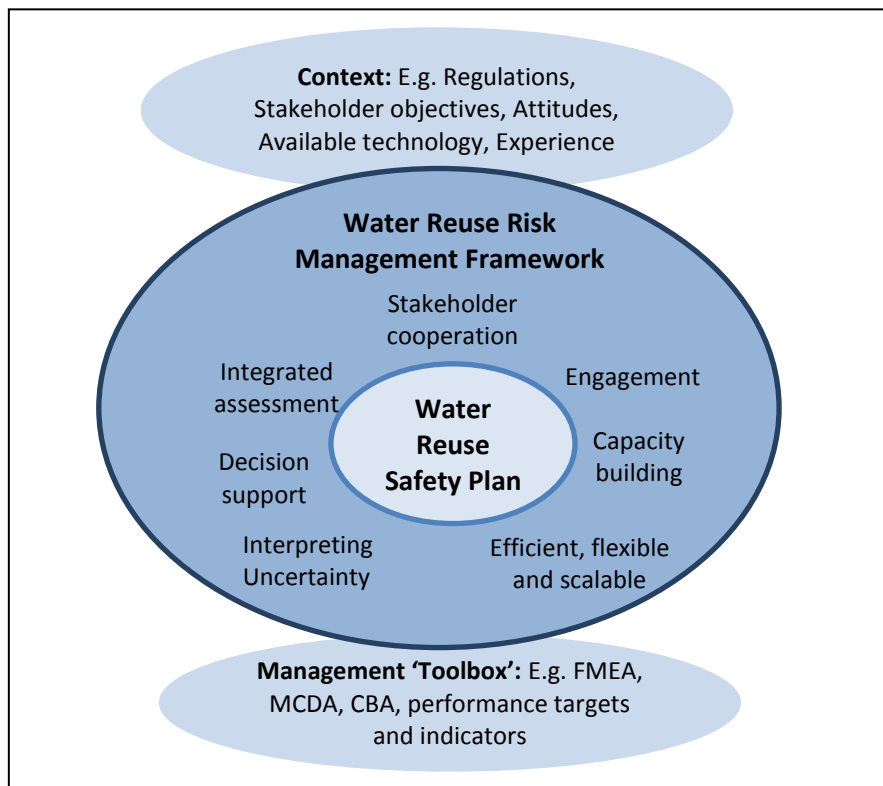 Context: E.g. Regulations,
Stakeholder objectives, Attitudes,
Available technology, Experience
Water Reuse Risk
Management Framework
Stakeholder
cooperation
Integrated
assessment
Engagement
Water
Reuse
Safety Plan
Capacity
building
Decision
support
Interpreting
Uncertainty
Efficient, flexible
and scalable
Management ‘Toolbox’: E.g. FMEA,
MCDA, CBA, performance targets
and indicators